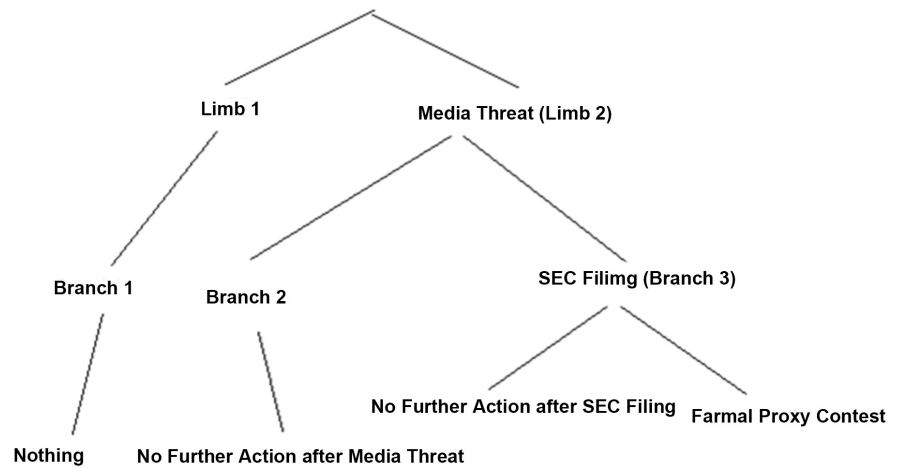 Limb 1
Media Threat (Limb 2)
Branch 1
Branch 2
SEC Filimg (Branch 3)
No Further Action after SEC Filing
Farmal Proxy Contest
Nothing
No Further Action after Media Threat